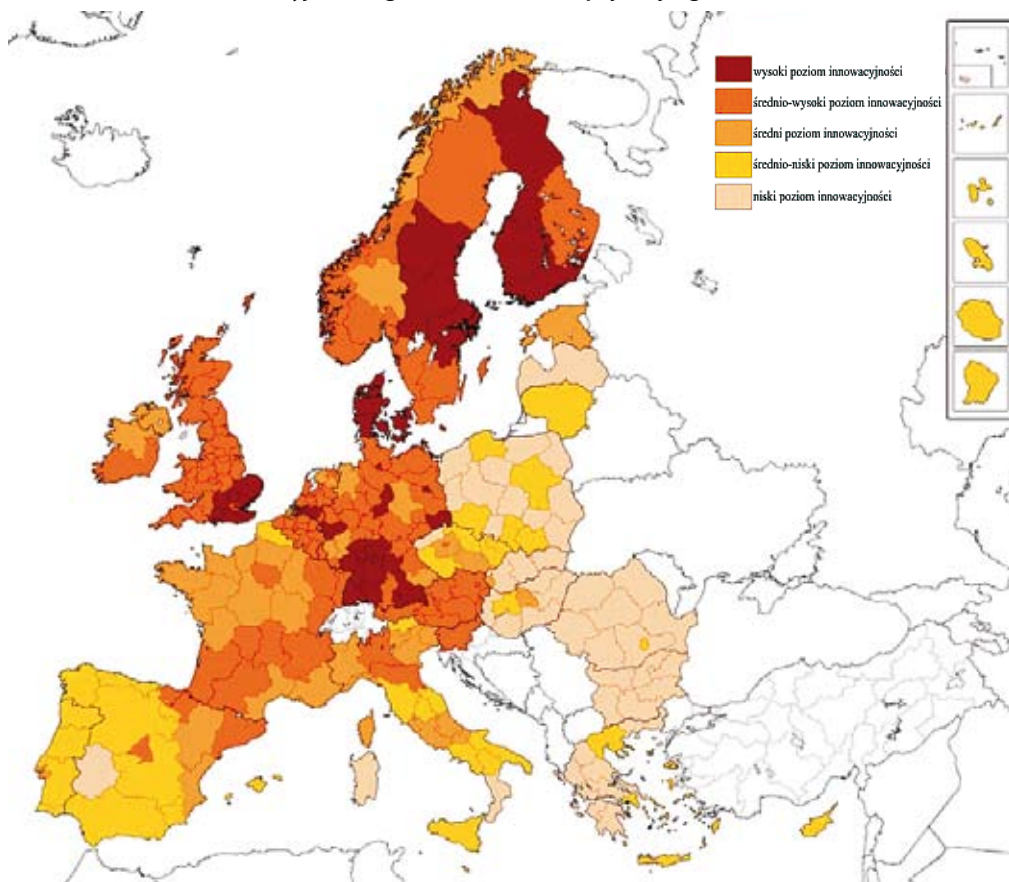 wysoki poziom innowacyjności
średnio-wysoki poziom innowacyjności
średni poziom innowacyjności
średnio-niski poziom innowacyjności
niski poziom innowacyjności